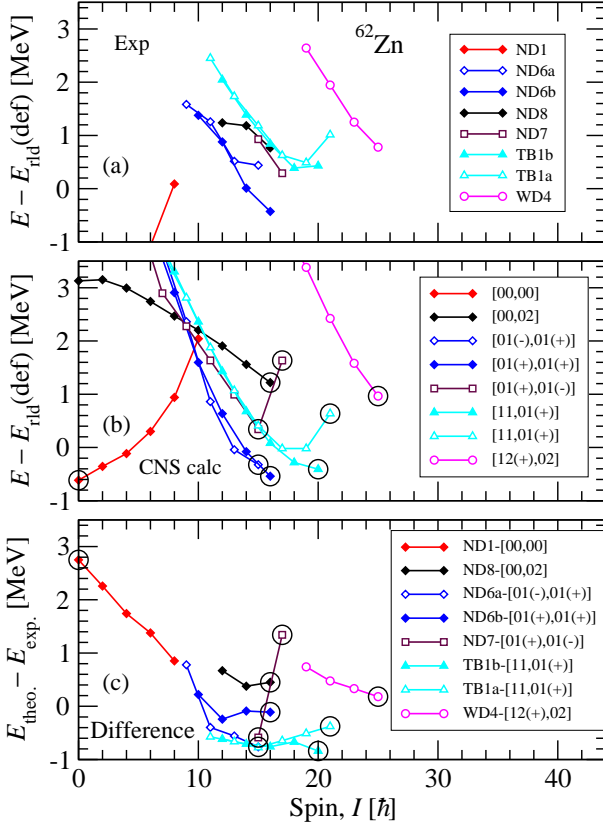 Exp
⁶²Zn
E − E_rld(def) [MeV]
3
2
1
0
-1
(a)
ND1
ND6a
ND6b
ND8
ND7
TB1b
TB1a
WD4
E − E_rld(def) [MeV]
3
2
1
0
-1
(b)
CNS calc
[00,00]
[00,02]
[01(-),01(+)]
[01(+),01(+)]
[01(+),01(-)]
[11,01(+)]
[11,01(+)]
[12(+),02]
E_theo. − E_exp. [MeV]
3
2
1
0
-1
(c)
Difference
ND1-[00,00]
ND8-[00,02]
ND6a-[01(-),01(+)]
ND6b-[01(+),01(+)]
ND7-[01(+),01(-)]
TB1b-[11,01(+)]
TB1a-[11,01(+)]
WD4-[12(+),02]
0 10 20 30 40
Spin, I [ħ]